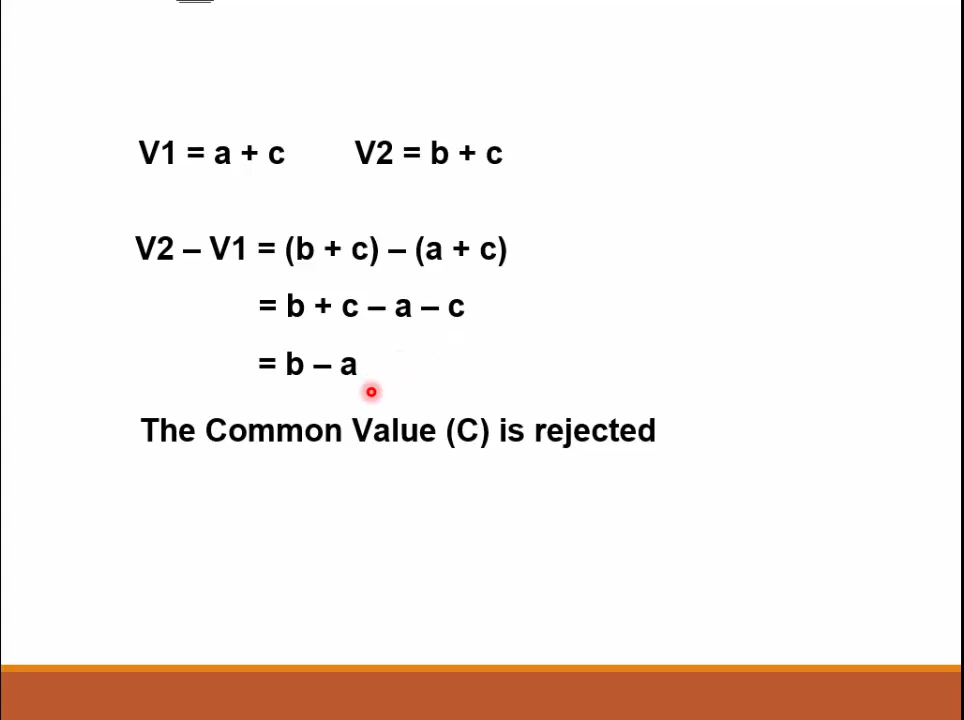 V1 = a + c V2 = b + c
V2 – V1 = (b + c) – (a + c)
= b + c – a – c
= b – a
The Common Value (C) is rejected